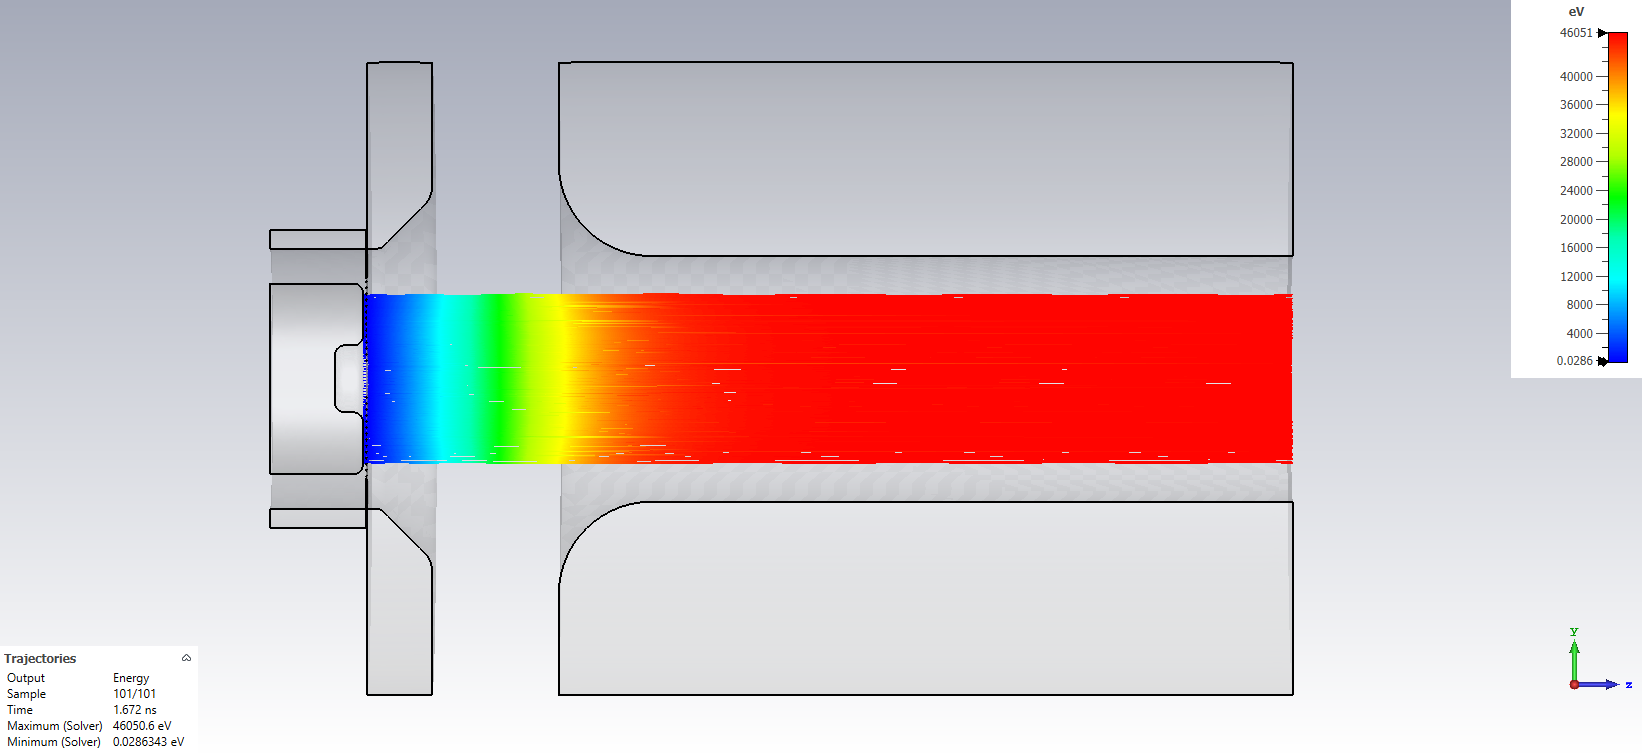 eV
46051
40000
36000
32000
28000
24000
20000
16000
12000
8000
4000
0.0286
Trajectories
Output Energy
Sample 101/101
Time 1.672 ns
Maximum (Solver) 46050.6 eV
Minimum (Solver) 0.0286343 eV
y
z